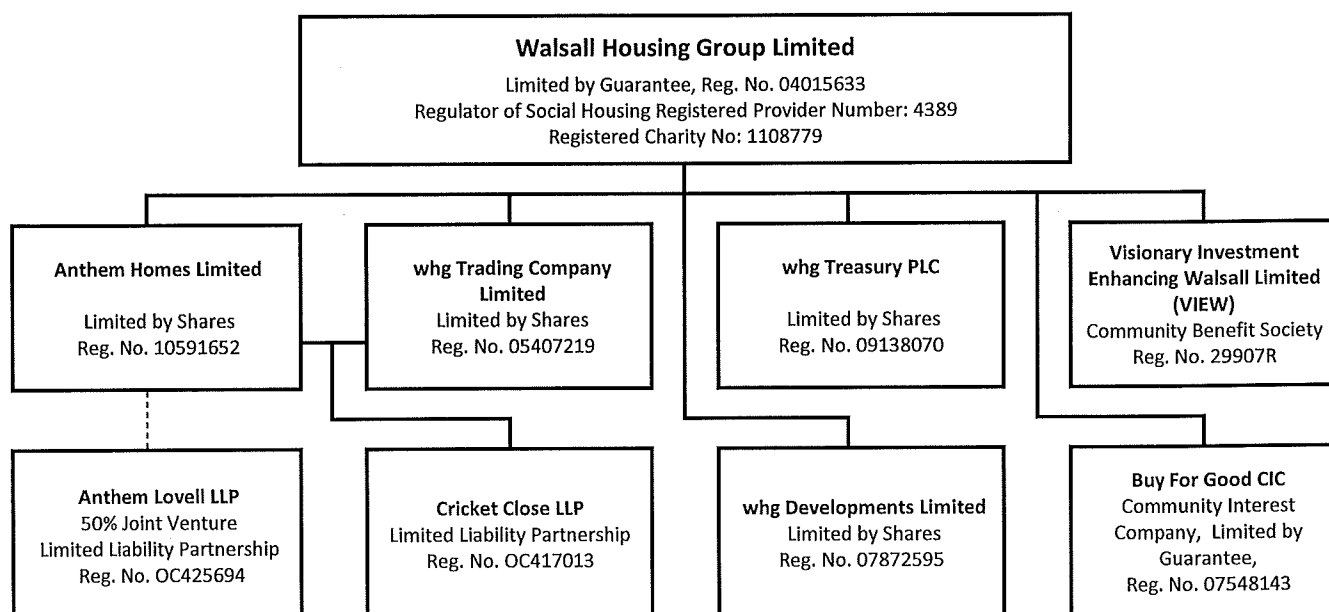 Walsall Housing Group Limited
Limited by Guarantee, Reg. No. 04015633
Regulator of Social Housing Registered Provider Number: 4389
Registered Charity No: 1108779
Anthem Homes Limited
Limited by Shares
Reg. No. 10591652
whg Trading Company
Limited
Limited by Shares
Reg. No. 05407219
whg Treasury PLC
Limited by Shares
Reg. No. 09138070
Visionary Investment
Enhancing Walsall Limited
(VIEW)
Community Benefit Society
Reg. No. 29907R
Anthem Lovell LLP
50% Joint Venture
Limited Liability Partnership
Reg. No. OC425694
Cricket Close LLP
Limited Liability Partnership
Reg. No. OC417013
whg Developments Limited
Limited by Shares
Reg. No. 07872595
Buy For Good CIC
Community Interest
Company, Limited by
Guarantee,
Reg. No. 07548143